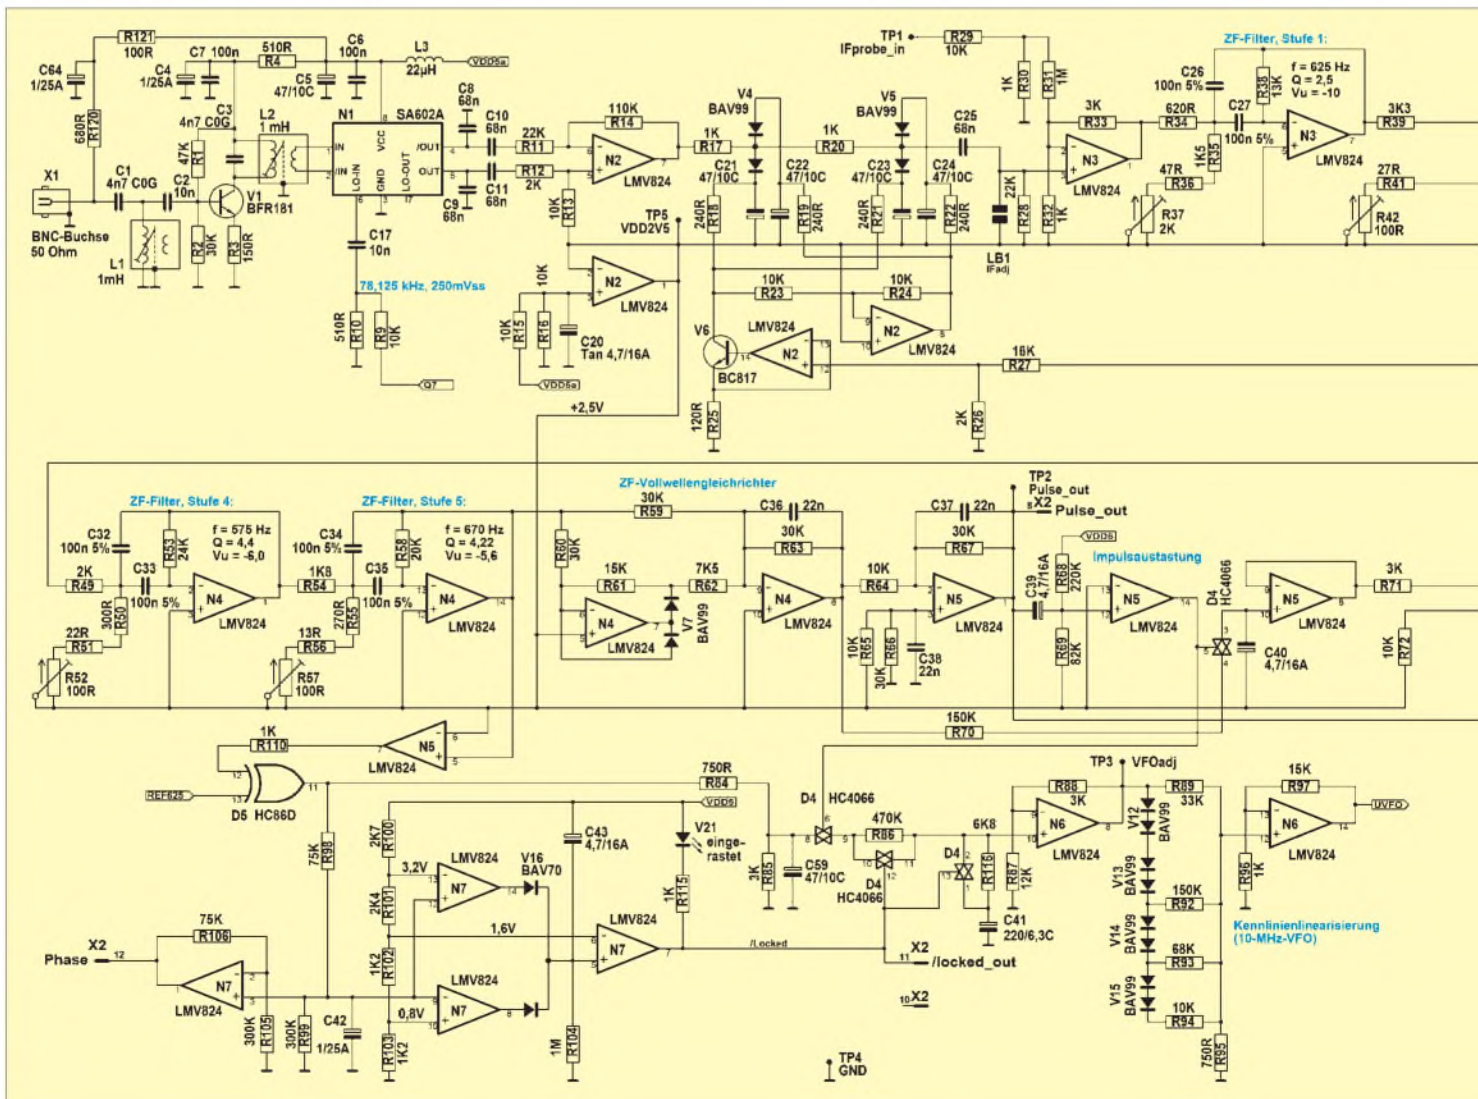 R121
100R
C64
1/25A
C7
100n
C4
1/25A
510R
R4
C6
100n
C5
47/10C
L3
22µH
VDD5a
680R
R120
C3
4n7 C0G
L2
1 mH
47K
R1
N1
SA602A
IN
/IN
VCC
/OUT
OUT
LO-IN
GND
LO-OUT
C8
68n
C10
68n
C9
68n
C11
68n
22K
R11
R12
2K
110K
R14
N2
LMV824
10K
R13
X1
BNC-Buchse
50 Ohm
C1
4n7 C0G
C2
10n
V1
BFR181
L1
1mH
R2
30K
R3
150R
C17
10n
78,125 kHz, 250mVss
510R
R10
R9
10K
Q7
10K
R15
10K
R16
C20
Tan 4,7/16A
VDD5a
N2
LMV824
TP5
VDD2V5
+2,5V
1K
R17
V4
BAV99
C21
47/10C
C22
47/10C
240R
R18
R19
240R
1K
R20
V5
BAV99
C23
47/10C
C24
47/10C
240R
R21
R22
240R
C25
68n
10K
R23
10K
R24
N2
LMV824
V6
BC817
LMV824
N2
120R
R25
2K
R26
16K
R27
TP1
IFprobe_in
R29
10K
1K
R30
R31
1M
22K
R28
R32
1K
LB1
IFadj
3K
R33
N3
LMV824
ZF-Filter, Stufe 1:
f = 625 Hz
Q = 2,5
Vu = -10
C26
100n 5%
620R
R34
C27
100n 5%
R38
13K
1K5
R35
47R
R36
R37
2K
N3
LMV824
3K3
R39
27R
R41
R42
100R
ZF-Filter, Stufe 4:
f = 575 Hz
Q = 4,4
Vu = -6,0
C32
100n 5%
2K
R49
C33
100n 5%
R53
24K
300R
R50
22R
R51
R52
100R
N4
LMV824
ZF-Filter, Stufe 5:
f = 670 Hz
Q = 4,22
Vu = -5,6
C34
100n 5%
1K8
R54
C35
100n 5%
R58
20K
270R
R55
13R
R56
R57
100R
N4
LMV824
ZF-Vollwellengleichrichter
30K
R59
R60
30K
15K
R61
N4
LMV824
7K5
R62
V7
BAV99
C36
22n
30K
R63
N4
LMV824
C37
22n
30K
R67
10K
R64
N5
LMV824
10K
R65
30K
R66
C38
22n
TP2
Pulse_out
X2
Pulse_out
VDD5
C39
4,7/16A
R68
220K
R69
82K
Impulsaustastung
N5
LMV824
D4
HC4066
N5
LMV824
C40
4,7/16A
3K
R71
10K
R72
150K
R70
1K
R110
N5
LMV824
REF625
D5 HC86D
750R
R84
75K
R98
2K7
R100
3,2V
2K4
R101
1,6V
1K2
R102
0,8V
R103
1K2
C43
4,7/16A
VDD5
V21
einge-
rastet
1K
R115
LMV824
N7
V16
BAV70
LMV824
N7
N7
LMV824
1M
R104
75K
R106
X2
Phase
N7
LMV824
300K
R105
300K
R99
C42
1/25A
/Locked
X2
/locked_out
X2
TP4
GND
3K
R85
C59
47/10C
D4 HC4066
470K
R86
D4
HC4066
D4
6K8
R116
C41
220/6,3C
R87
12K
R88
3K
N6
LMV824
TP3
VFOadj
V12
BAV99
V13
BAV99
V14
BAV99
V15
BAV99
R89
33K
150K
R92
68K
R93
10K
R94
750R
R95
15K
R97
N6
LMV824
R96
1K
UVFO
Kennlinienlinearisierung
(10-MHz-VFO)